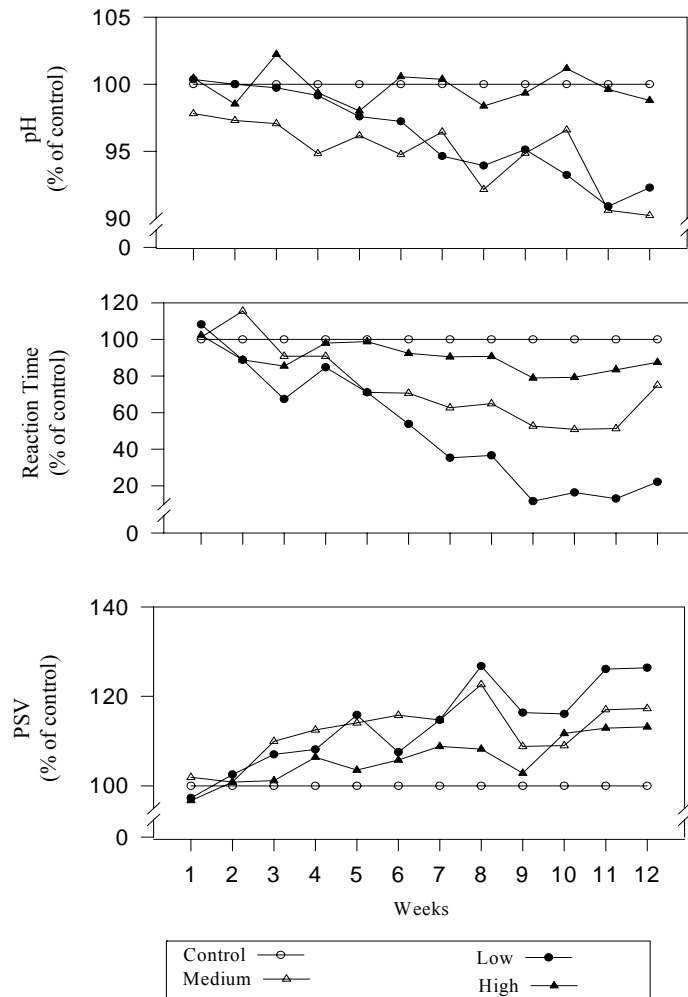 105
100
95
90
0
pH
(% of control)
120
100
80
60
40
20
0
Reaction Time
(% of control)
140
120
100
0
PSV
(% of control)
1 2 3 4 5 6 7 8 9 10 11 12
Weeks
Control Low
Medium High